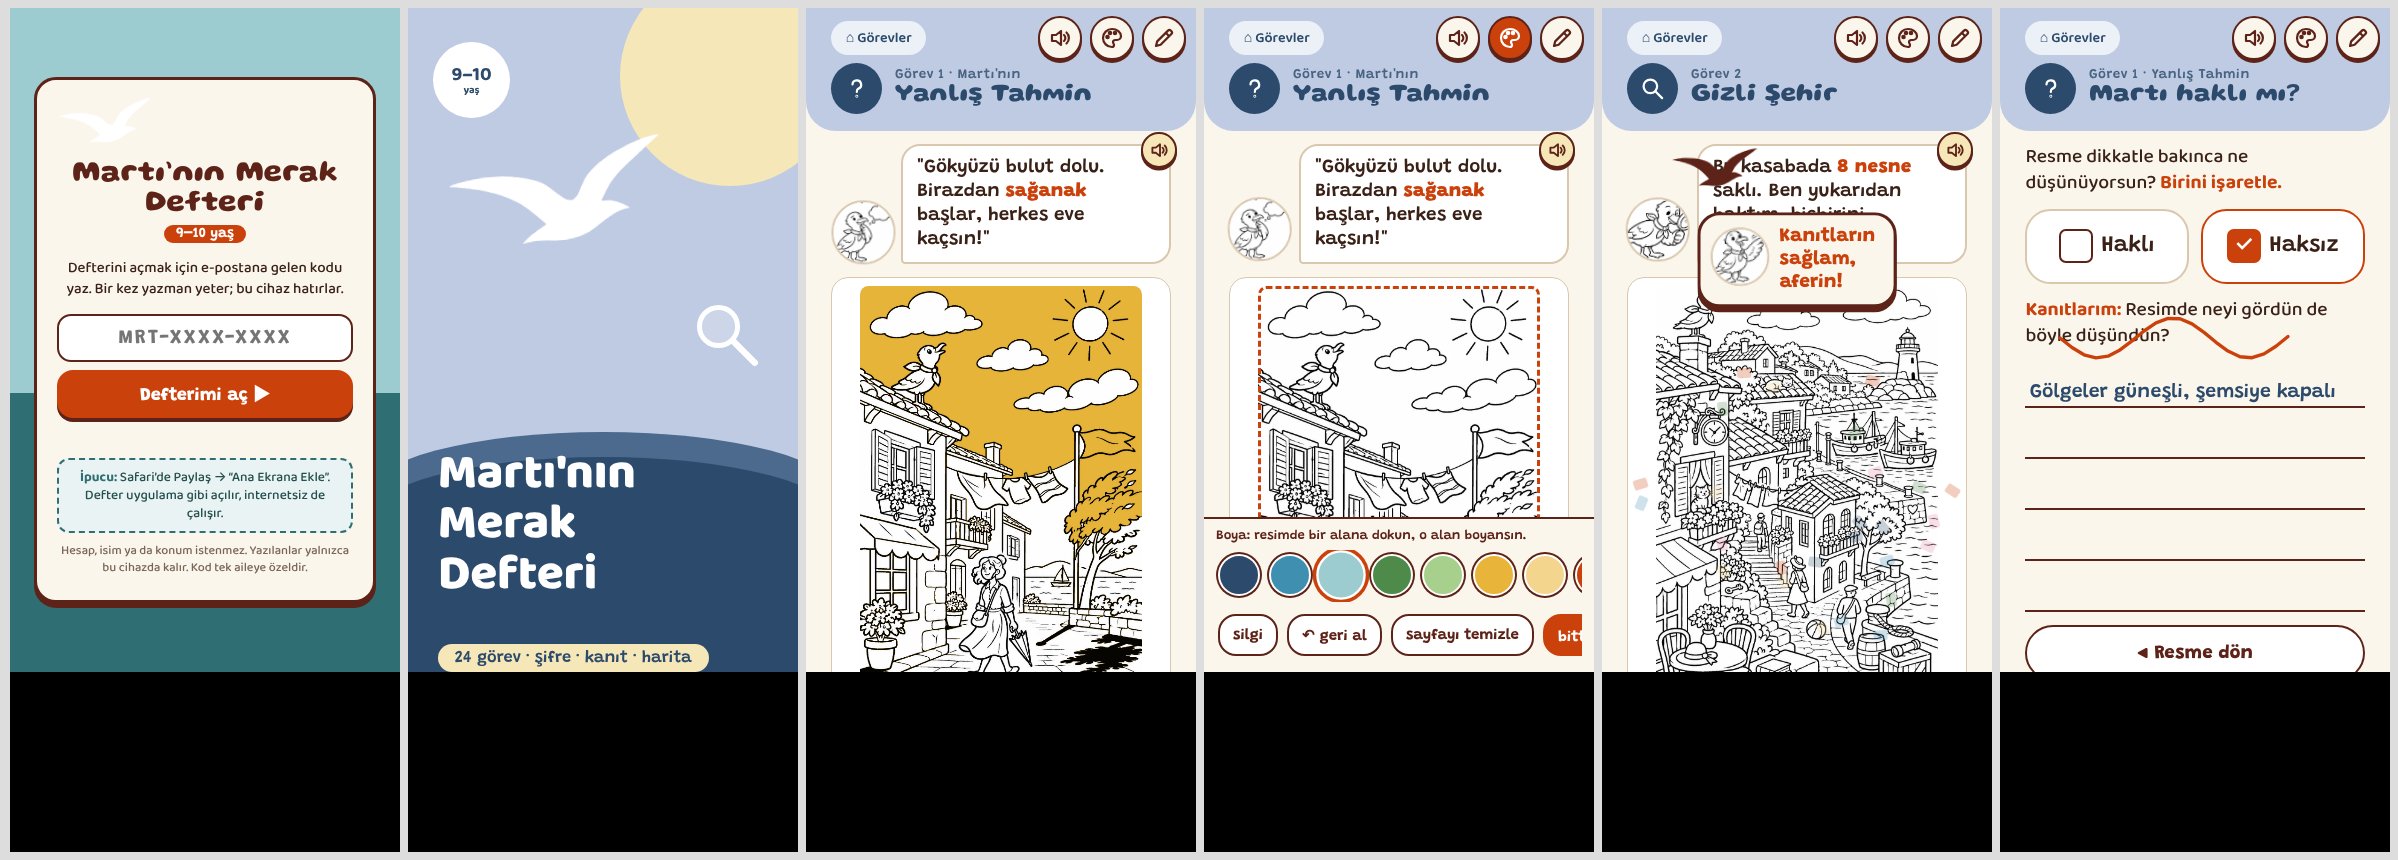 Martı'nın Merak
Defteri
9–10 yaş
Defterini açmak için e-postana gelen kodu
yaz. Bir kez yazman yeter; bu cihaz hatırlar.
MRT-XXXX-XXXX
Defterimi aç ▶
İpucu: Safari'de Paylaş → "Ana Ekrana Ekle".
Defter uygulama gibi açılır, internetsiz de
çalışır.
Hesap, isim ya da konum istenmez. Yazılanlar yalnızca
bu cihazda kalır. Kod tek aileye özeldir.
9–10
yaş
Martı'nın
Merak
Defteri
24 görev · şifre · kanıt · harita
⌂ Görevler
Görev 1 · Martı'nın
Yanlış Tahmin
"Gökyüzü bulut dolu.
Birazdan sağanak
başlar, herkes eve
kaçsın!"
⌂ Görevler
Görev 1 · Martı'nın
Yanlış Tahmin
"Gökyüzü bulut dolu.
Birazdan sağanak
başlar, herkes eve
kaçsın!"
Boya: resimde bir alana dokun, o alan boyansın.
silgi
↶ geri al
sayfayı temizle
⌂ Görevler
Görev 2
Gizli Şehir
kasabada 8 nesne
saklı. Ben yukarıdan
Kanıtların
sağlam,
aferin!
⌂ Görevler
Görev 1 · Yanlış Tahmin
Martı haklı mı?
Resme dikkatle bakınca ne
düşünüyorsun? Birini işaretle.
Haklı
Haksız
Kanıtlarım: Resimde neyi gördün de
böyle düşündün?
Gölgeler güneşli, şemsiye kapalı
◄ Resme dön